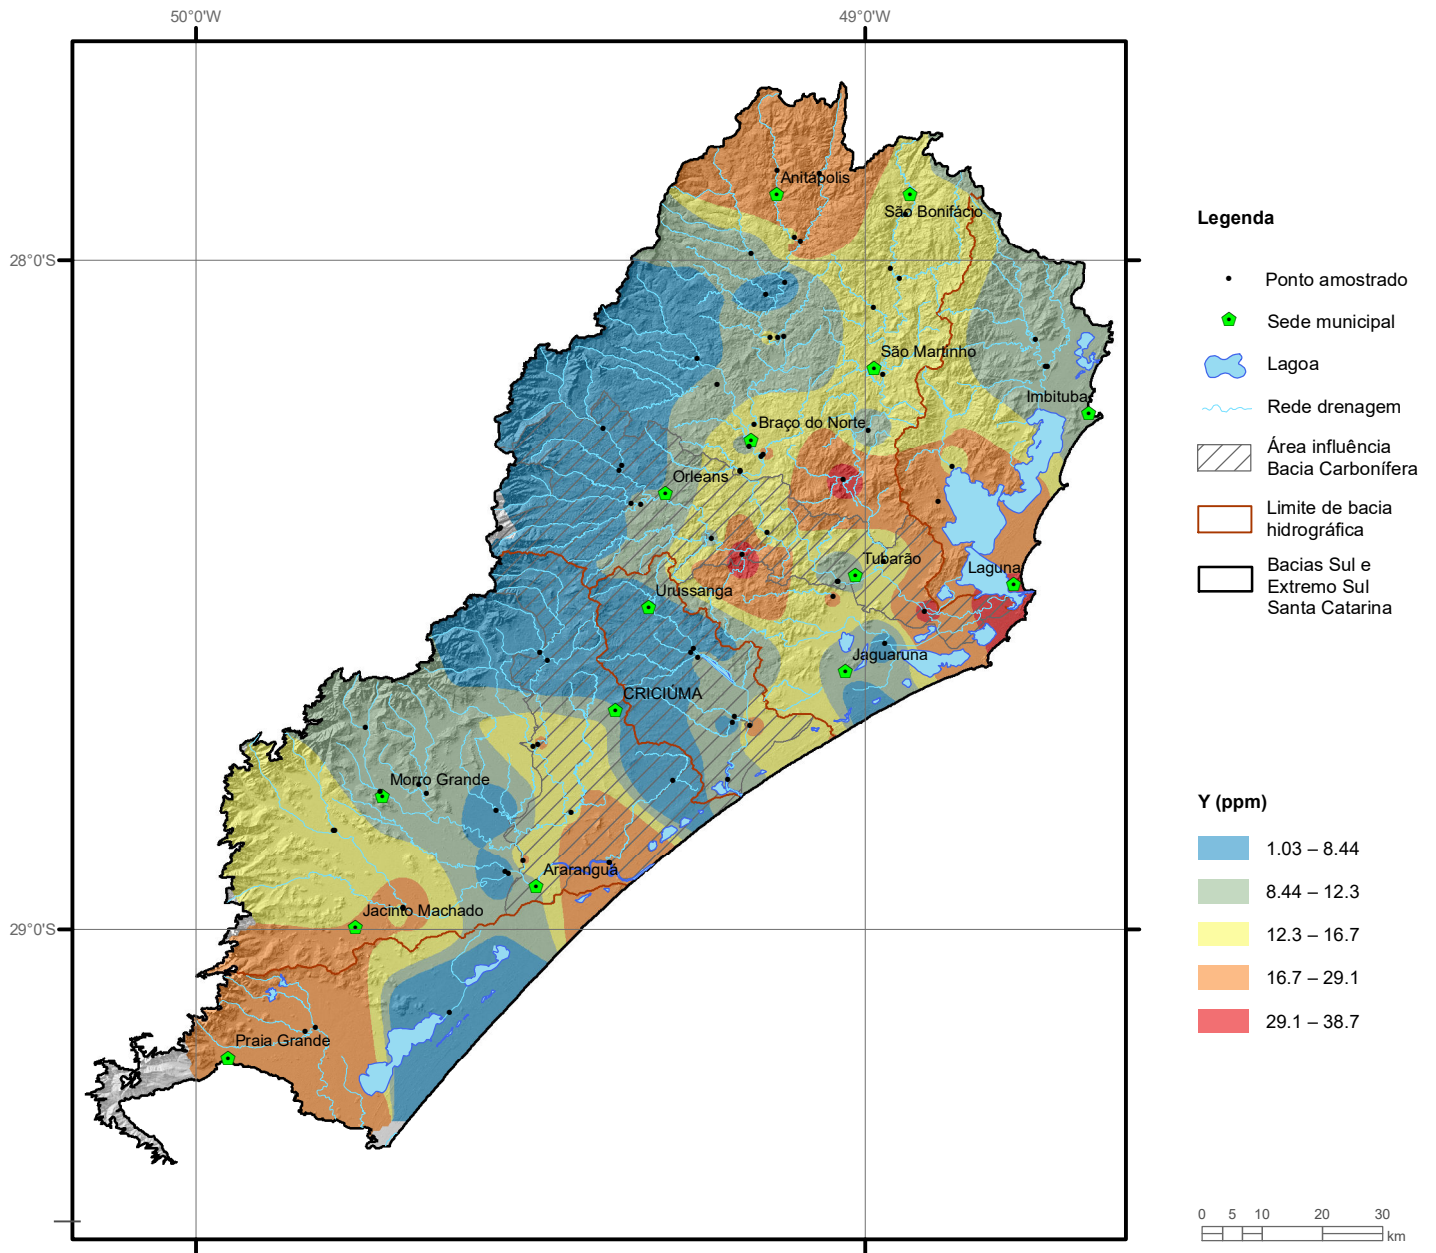 50°0'W
49°0'W
28°0'S
29°0'S
Anitápolis
São Bonifácio
São Martinho
Imbituba
Braço do Norte
Orleans
Tubarão
Laguna
Urussanga
Jaguaruna
CRICIÚMA
Morro Grande
Araranguá
Jacinto Machado
Praia Grande
Legenda
Ponto amostrado
Sede municipal
Lagoa
Rede drenagem
Área influência
Bacia Carbonífera
Limite de bacia
hidrográfica
Bacias Sul e
Extremo Sul
Santa Catarina
Y (ppm)
1.03 – 8.44
8.44 – 12.3
12.3 – 16.7
16.7 – 29.1
29.1 – 38.7
0 5 10 20 30
km